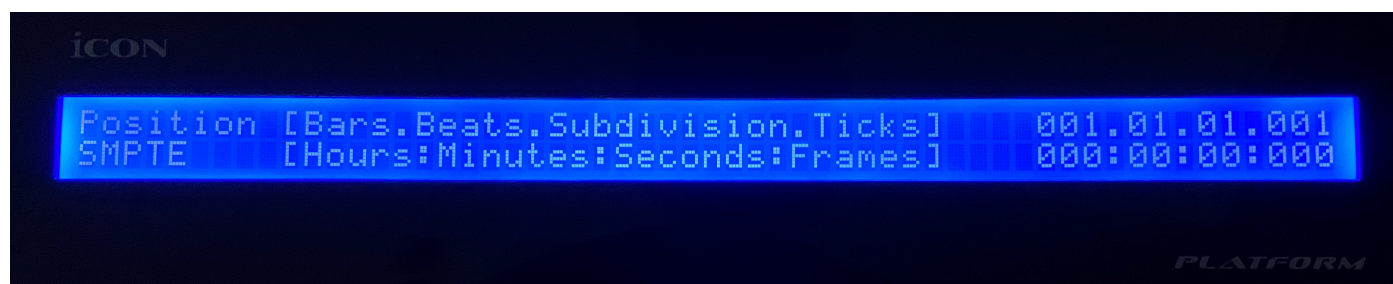 iCON
Position [Bars.Beats.Subdivision.Ticks] 001.01.01.001
SMPTE [Hours:Minutes:Seconds:Frames] 000:00:00:000
PLATFORM